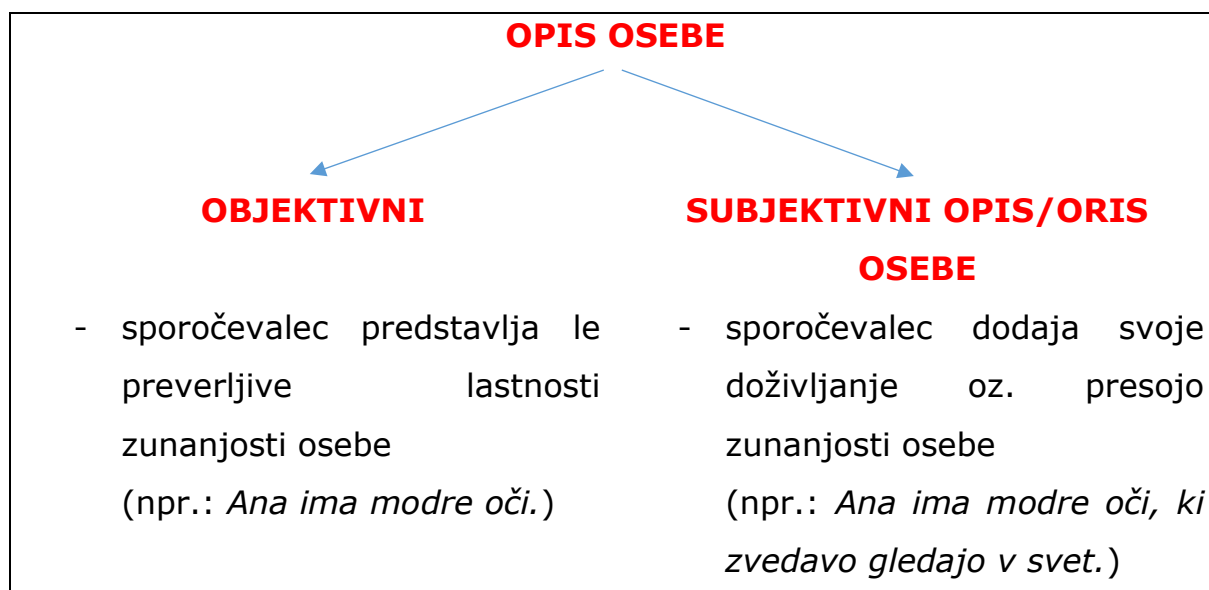 OPIS OSEBE
OBJEKTIVNI
- sporočevalec predstavlja le
preverljive lastnosti
zunanjosti osebe
(npr.: Ana ima modre oči.)
SUBJEKTIVNI OPIS/ORIS
OSEBE
- sporočevalec dodaja svoje
doživljanje oz. presojo
zunanjosti osebe
(npr.: Ana ima modre oči, ki
zvedavo gledajo v svet.)